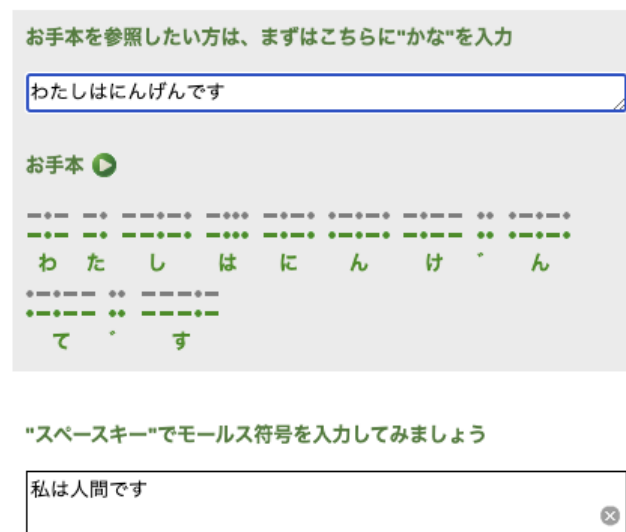 お手本を参照したい方は、まずはこちらに"かな"を入力
わたしはにんげんです
お手本
わ た し は に ん け ゛ ん
て ゛ す
"スペースキー"でモールス符号を入力してみましょう
私は人間です